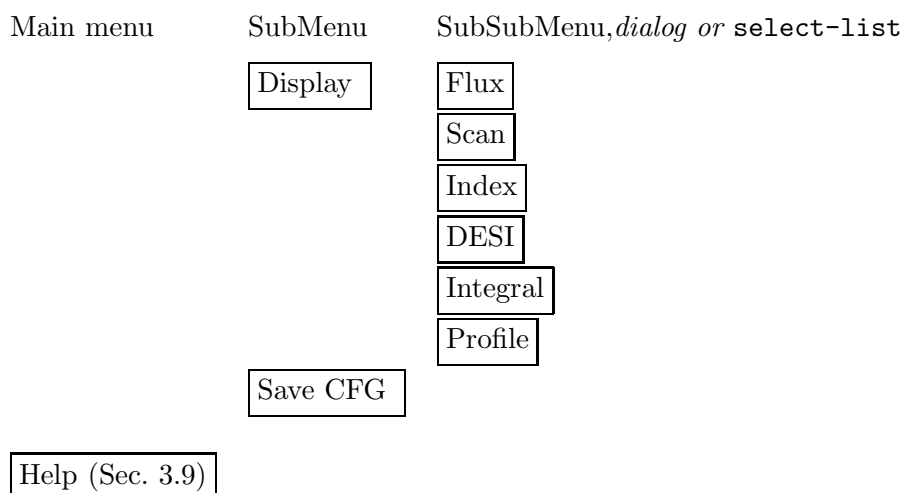 Main menu SubMenu SubSubMenu,dialog or select-list
Display Flux
Scan
Index
DESI
Integral
Profile
Save CFG
Help (Sec. 3.9)